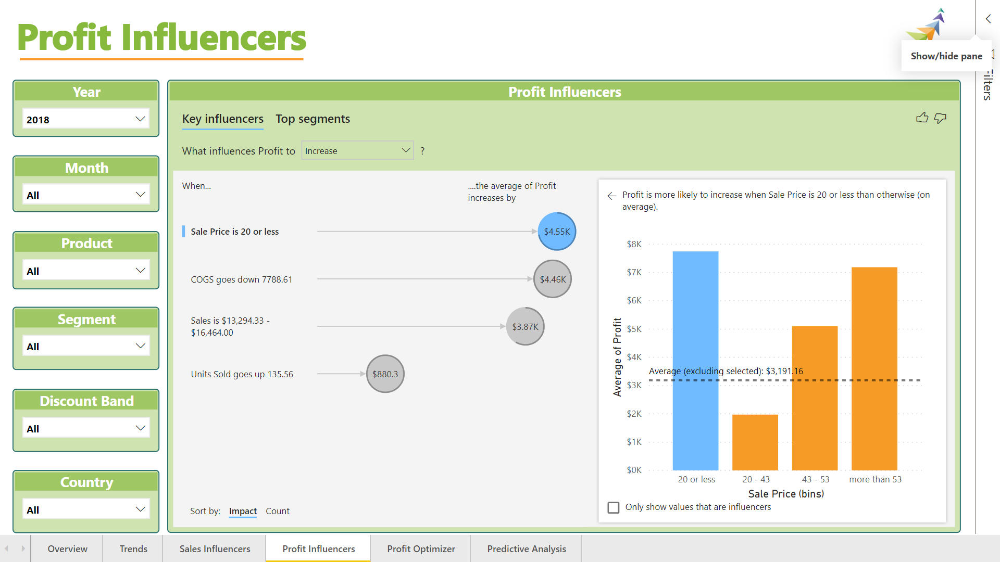 Profit Influencers
Show/hide pane
Filters
Year
2018
Month
All
Product
All
Segment
All
Discount Band
All
Country
All
Profit Influencers
Key influencers
Top segments
What influences Profit to
Increase
?
When...
....the average of Profit
increases by
Sale Price is 20 or less
$4.55K
COGS goes down 7788.61
$4.46K
Sales is $13,294.33 -
$16,464.00
$3.87K
Units Sold goes up 135.56
$880.3
Sort by:
Impact
Count
Profit is more likely to increase when Sale Price is 20 or less than otherwise (on
average).
Average of Profit
$8K
$7K
$6K
$5K
$4K
Average (excluding selected): $3,191.16
$3K
$2K
$1K
$0K
20 or less
20 - 43
43 - 53
more than 53
Sale Price (bins)
Only show values that are influencers
Overview
Trends
Sales Influencers
Profit Influencers
Profit Optimizer
Predictive Analysis